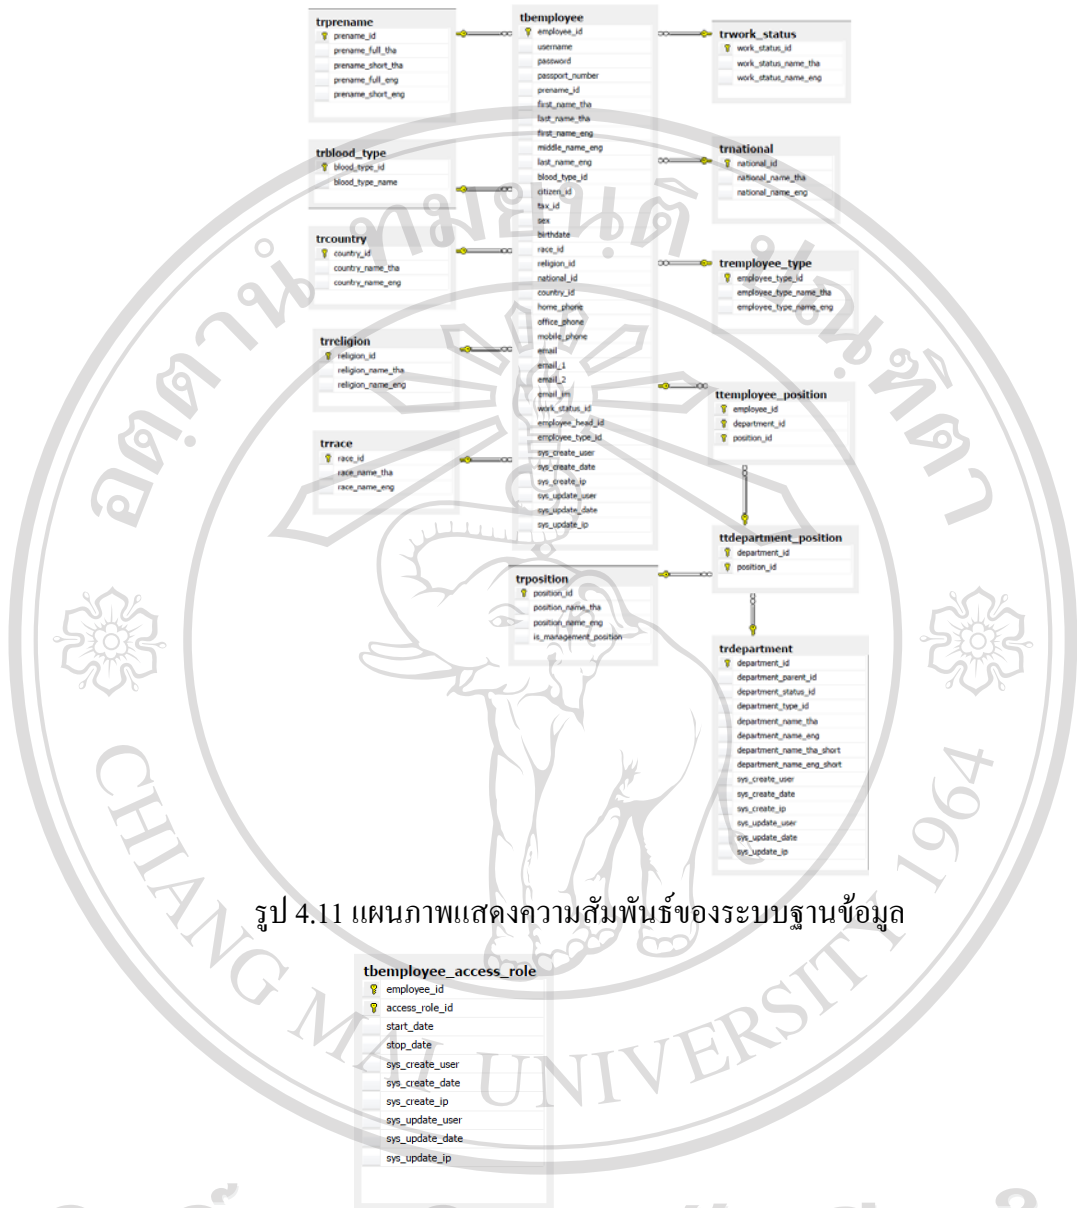 trprename
prename_id
prename_full_tha
prename_short_tha
prename_full_eng
prename_short_eng
trblood_type
blood_type_id
blood_type_name
trcountry
country_id
country_name_tha
country_name_eng
trreligion
religion_id
religion_name_tha
religion_name_eng
trrace
race_id
race_name_tha
race_name_eng
tbemployee
employee_id
username
password
passport_number
prename_id
first_name_tha
last_name_tha
first_name_eng
middle_name_eng
last_name_eng
blood_type_id
citizen_id
tax_id
sex
birthdate
race_id
religion_id
national_id
country_id
home_phone
office_phone
mobile_phone
email
email_1
email_2
email_im
work_status_id
employee_head_id
employee_type_id
sys_create_user
sys_create_date
sys_create_ip
sys_update_user
sys_update_date
sys_update_ip
trposition
position_id
position_name_tha
position_name_eng
is_management_position
trwork_status
work_status_id
work_status_name_tha
work_status_name_eng
trnational
national_id
national_name_tha
national_name_eng
tremployee_type
employee_type_id
employee_type_name_tha
employee_type_name_eng
ttemployee_position
employee_id
department_id
position_id
ttdepartment_position
department_id
position_id
trdepartment
department_id
department_parent_id
department_status_id
department_type_id
department_name_tha
department_name_eng
department_name_tha_short
department_name_eng_short
sys_create_user
sys_create_date
sys_create_ip
sys_update_user
sys_update_date
sys_update_ip
รูป 4.11 แผนภาพแสดงความสัมพันธ์ของระบบฐานข้อมูล
tbemployee_access_role
employee_id
access_role_id
start_date
stop_date
sys_create_user
sys_create_date
sys_create_ip
sys_update_user
sys_update_date
sys_update_ip
CHIANG MAI UNIVERSITY 1964